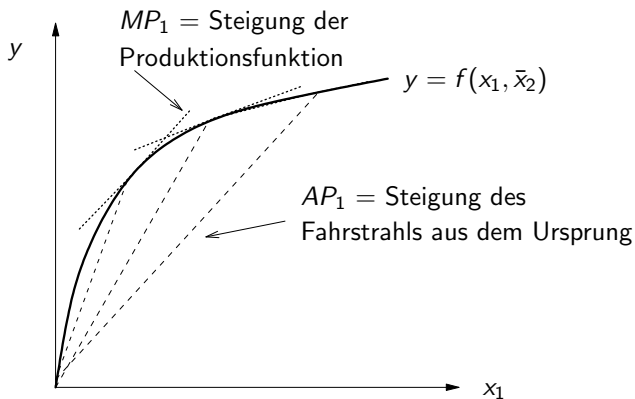 MP₁ = Steigung der
Produktionsfunktion
y
y = f(x₁, x̄₂)
AP₁ = Steigung des
Fahrstrahls aus dem Ursprung
x₁